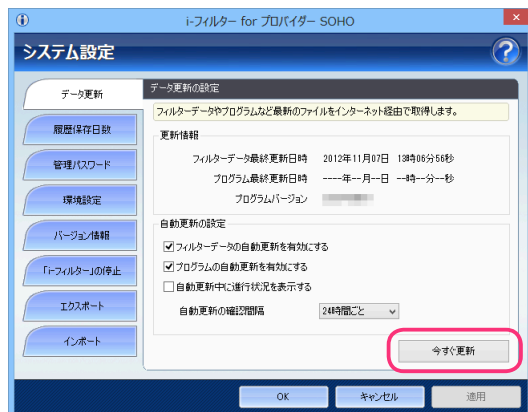 i-フィルター for プロバイダー SOHO
システム設定
データ更新
履歴保存日数
管理パスワード
環境設定
バージョン情報
「i-フィルター」の停止
エクスポート
インポート
データ更新の設定
フィルターデータやプログラムなど最新のファイルをインターネット経由で取得します。
更新情報
フィルターデータ最終更新日時 2012年11月07日 13時06分56秒
プログラム最終更新日時 ----年--月--日 --時--分--秒
プログラムバージョン
自動更新の設定
フィルターデータの自動更新を有効にする
プログラムの自動更新を有効にする
自動更新中に進行状況を表示する
自動更新の確認間隔 24時間ごと
今すぐ更新
OK キャンセル 適用